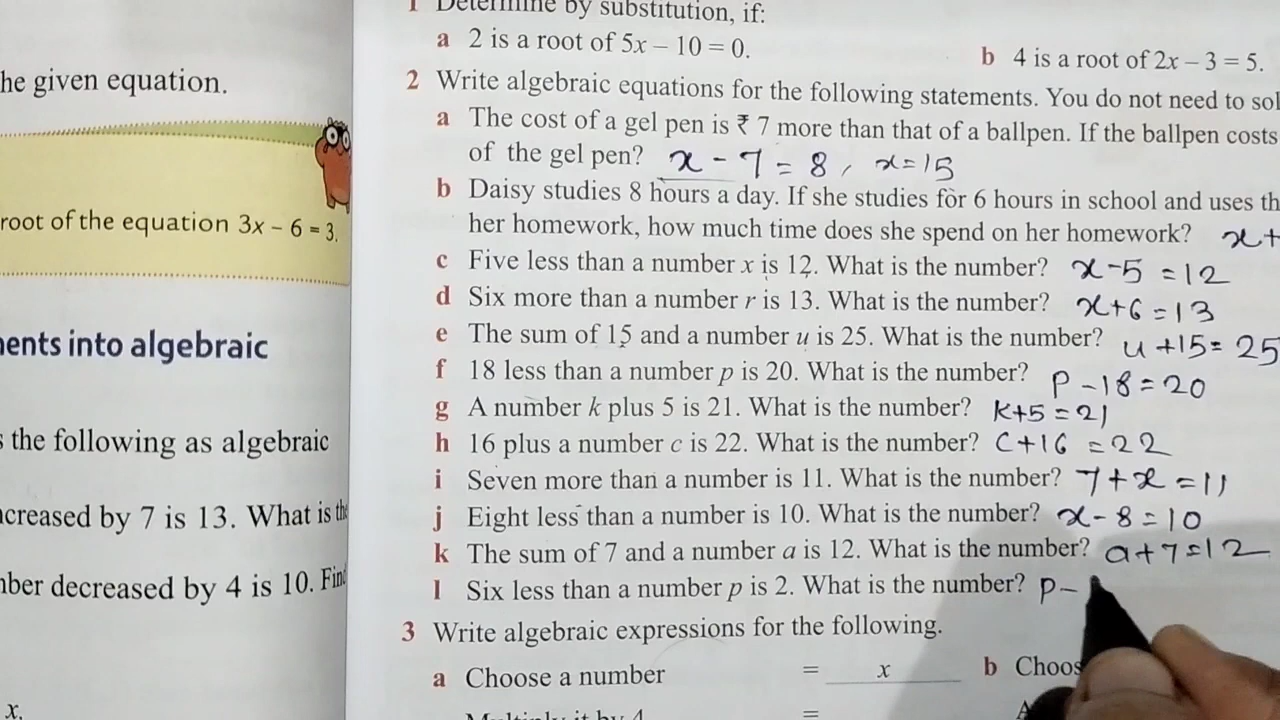 he given equation.
root of the equation 3x – 6 = 3.
ents into algebraic
the following as algebraic
creased by 7 is 13. What is the
ber decreased by 4 is 10. Find
x.
1 Determine by substitution, if:
a 2 is a root of 5x – 10 = 0.
b 4 is a root of 2x – 3 = 5.
2 Write algebraic equations for the following statements. You do not need to sol
a The cost of a gel pen is ₹ 7 more than that of a ballpen. If the ballpen costs
of the gel pen? x - 7 = 8, x = 15
b Daisy studies 8 hours a day. If she studies for 6 hours in school and uses th
her homework, how much time does she spend on her homework? x +
c Five less than a number x is 12. What is the number? x - 5 = 12
d Six more than a number r is 13. What is the number? x + 6 = 13
e The sum of 15 and a number u is 25. What is the number? u + 15 = 25
f 18 less than a number p is 20. What is the number? P - 18 = 20
g A number k plus 5 is 21. What is the number? K + 5 = 21
h 16 plus a number c is 22. What is the number? C + 16 = 22
i Seven more than a number is 11. What is the number? 7 + x = 11
j Eight less than a number is 10. What is the number? x - 8 = 10
k The sum of 7 and a number a is 12. What is the number? a + 7 = 12
l Six less than a number p is 2. What is the number? P -
3 Write algebraic expressions for the following.
a Choose a number = x
b Choos
Multiply it by 4 =